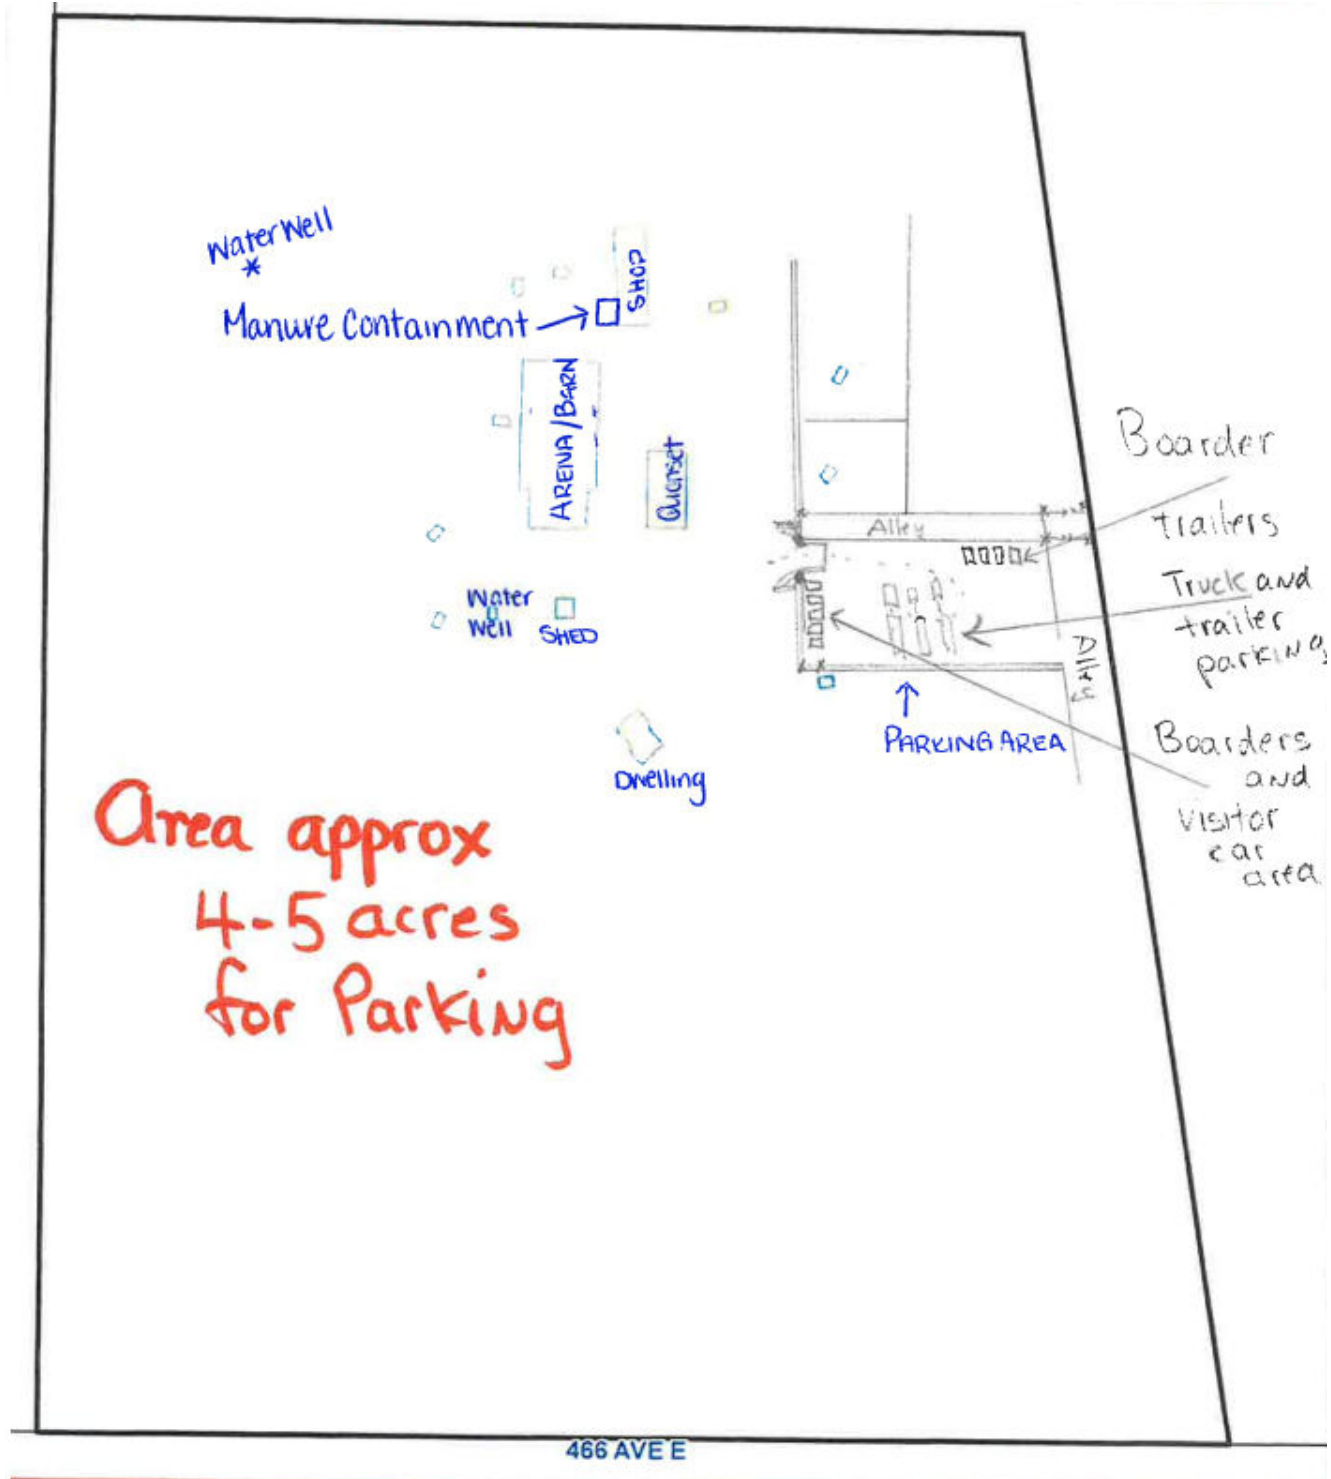 Water Well
*
SHOP
Manure Containment
ARENA/BARN
Quonset
Boarder
trailers
Alley
Truck and
trailer
parking
Water
Well
SHED
Alley
PARKING AREA
Boarders
and
Visitor
car
area
Dwelling
Area approx
4-5 acres
for Parking
466 AVE E